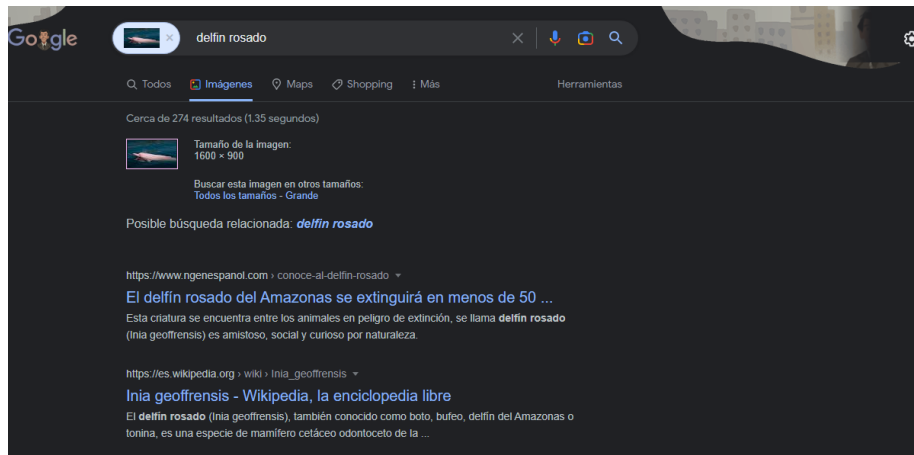 Google
delfin rosado
Todos
Imágenes
Maps
Shopping
Más
Herramientas
Cerca de 274 resultados (1.35 segundos)
Tamaño de la imagen:
1600 × 900
Buscar esta imagen en otros tamaños:
Todos los tamaños - Grande
Posible búsqueda relacionada: delfin rosado
https://www.ngenespanol.com › conoce-al-delfin-rosado
El delfín rosado del Amazonas se extinguirá en menos de 50 ...
Esta criatura se encuentra entre los animales en peligro de extinción, se llama delfín rosado
(Inia geoffrensis) es amistoso, social y curioso por naturaleza.
https://es.wikipedia.org › wiki › Inia_geoffrensis
Inia geoffrensis - Wikipedia, la enciclopedia libre
El delfín rosado (Inia geoffrensis), también conocido como boto, bufeo, delfín del Amazonas o
tonina, es una especie de mamífero cetáceo odontoceto de la ...